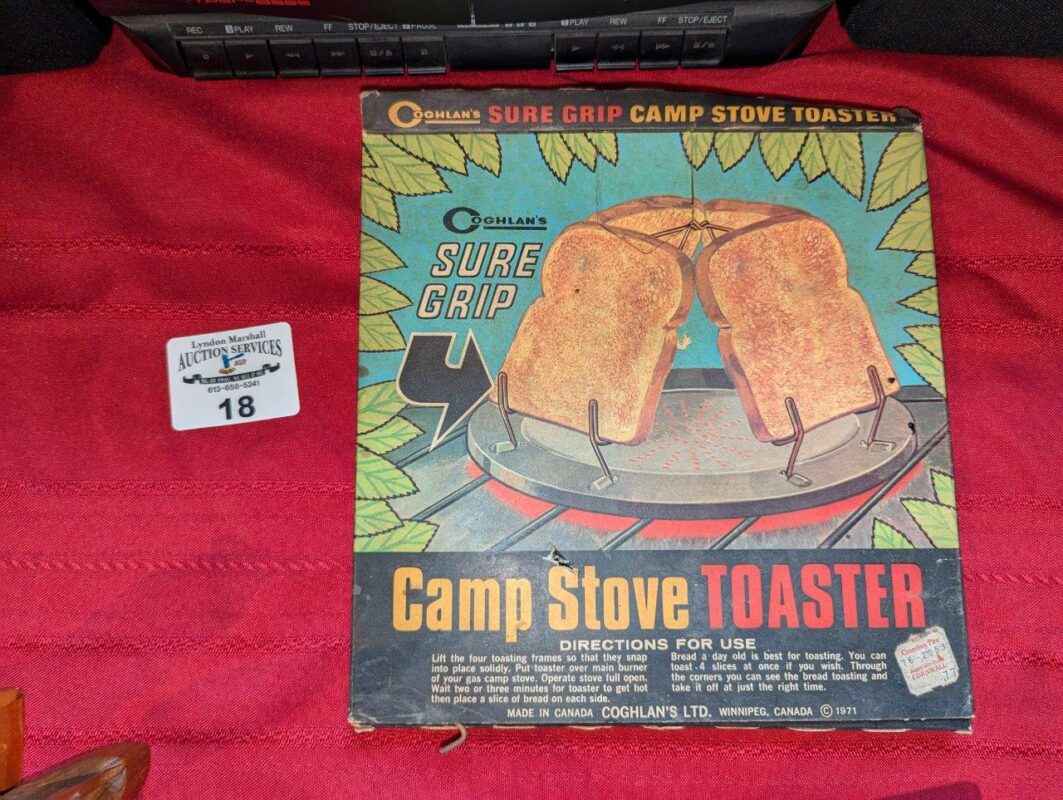 REC PLAY REW FF STOP/EJECT PAUSE
PLAY REW FF STOP/EJECT
COGHLAN'S SURE GRIP CAMP STOVE TOASTER
COGHLAN'S
SURE
GRIP
Lyndon Marshall
AUCTION SERVICES
613-656-5241
18
Camp Stove TOASTER
DIRECTIONS FOR USE
Lift the four toasting frames so that they snap
into place solidly. Put toaster over main burner
of your gas camp stove. Operate stove full open.
Wait two or three minutes for toaster to get hot
then place a slice of bread on each side.
Bread a day old is best for toasting. You can
toast 4 slices at once if you wish. Through
the corners you can see the bread toasting and
take it off at just the right time.
MADE IN CANADA COGHLAN'S LTD. WINNIPEG, CANADA © 1971